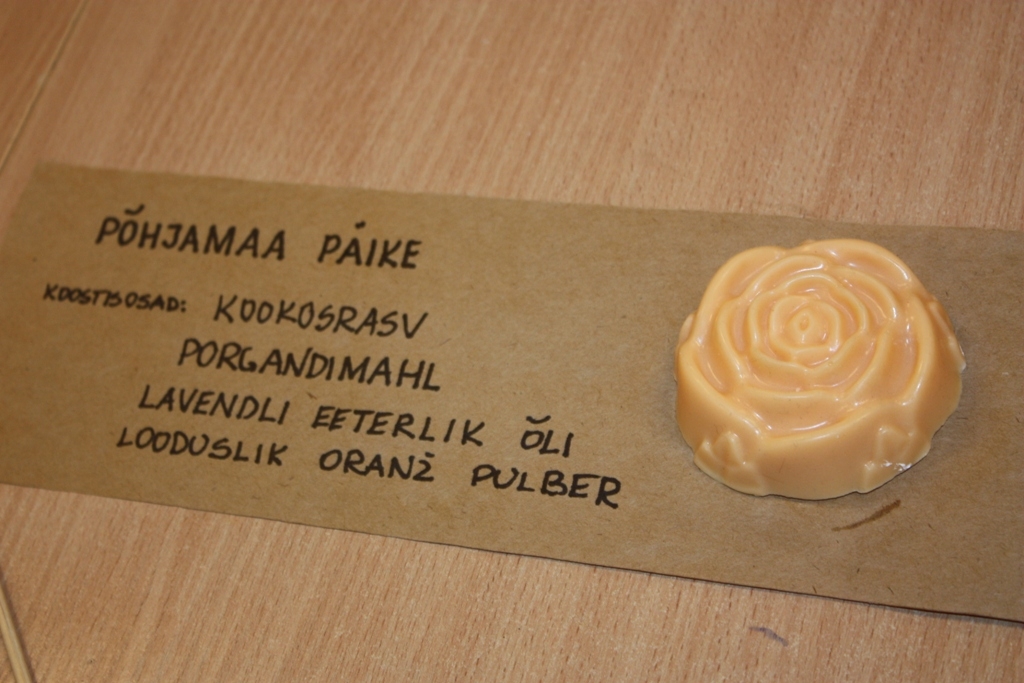 PÕHJAMAA PÄIKE
KOOSTISOSAD: KOOKOSRASV
PORGANDIMAHL
LAVENDLI EETERLIK ÕLI
LOODUSLIK ORANŽ PULBER